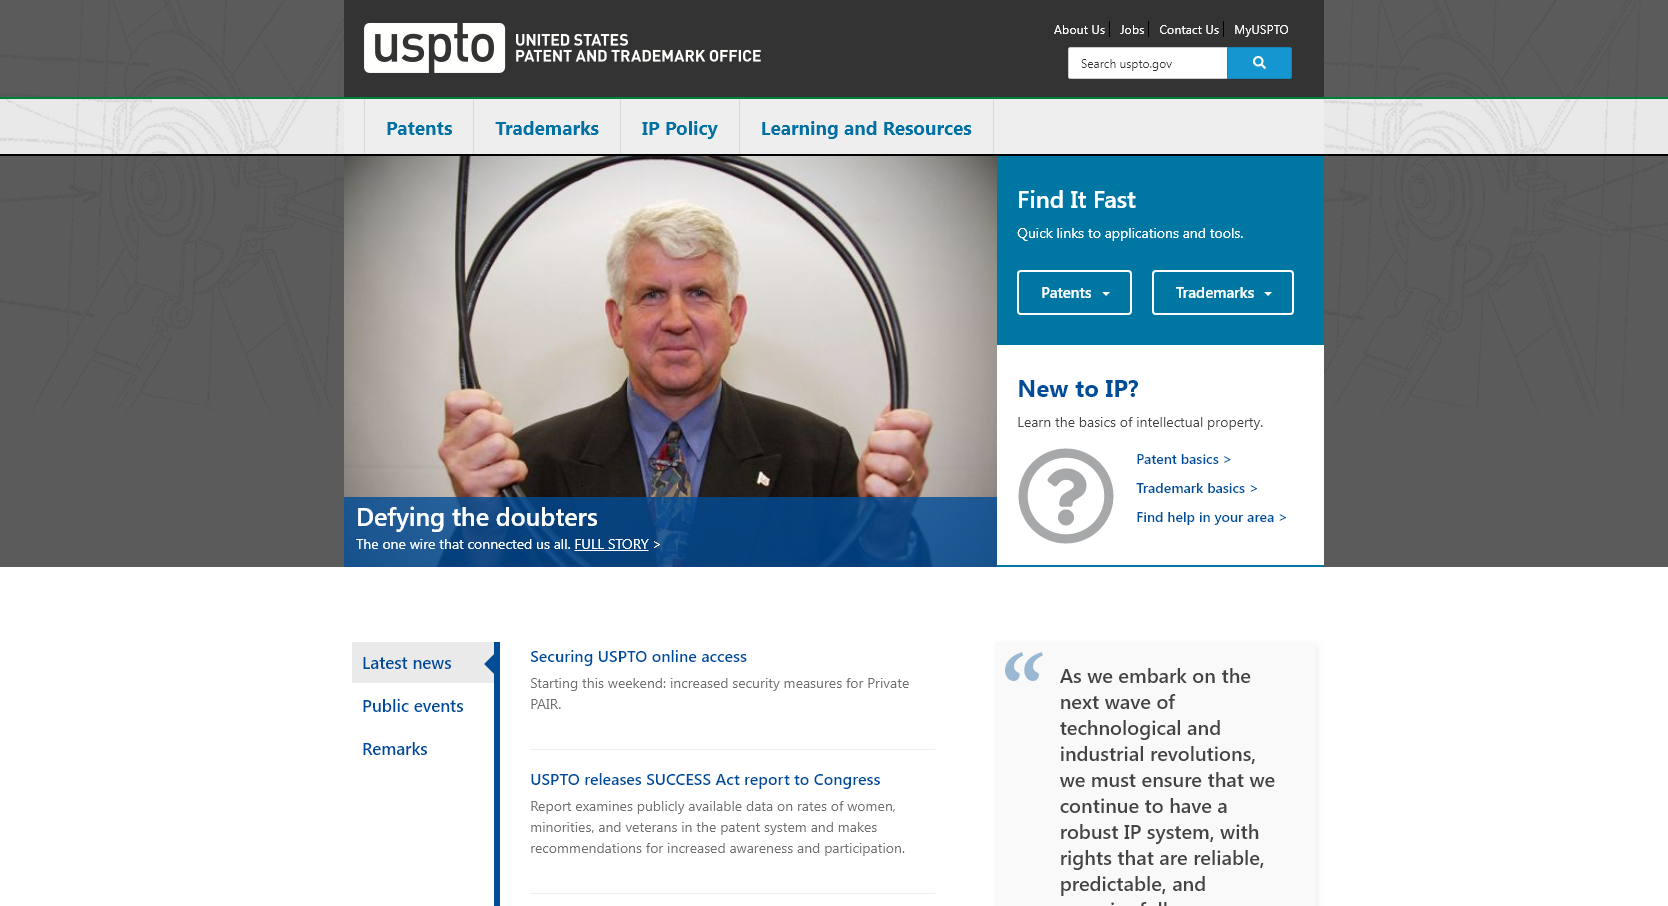 uspto
UNITED STATES
PATENT AND TRADEMARK OFFICE
About Us
Jobs
Contact Us
MyUSPTO
Search uspto.gov
Patents
Trademarks
IP Policy
Learning and Resources
Defying the doubters
The one wire that connected us all. FULL STORY >
Find It Fast
Quick links to applications and tools.
Patents
Trademarks
New to IP?
Learn the basics of intellectual property.
?
Patent basics >
Trademark basics >
Find help in your area >
Latest news
Public events
Remarks
Securing USPTO online access
Starting this weekend: increased security measures for Private
PAIR.
USPTO releases SUCCESS Act report to Congress
Report examines publicly available data on rates of women,
minorities, and veterans in the patent system and makes
recommendations for increased awareness and participation.
“
As we embark on the
next wave of
technological and
industrial revolutions,
we must ensure that we
continue to have a
robust IP system, with
rights that are reliable,
predictable, and